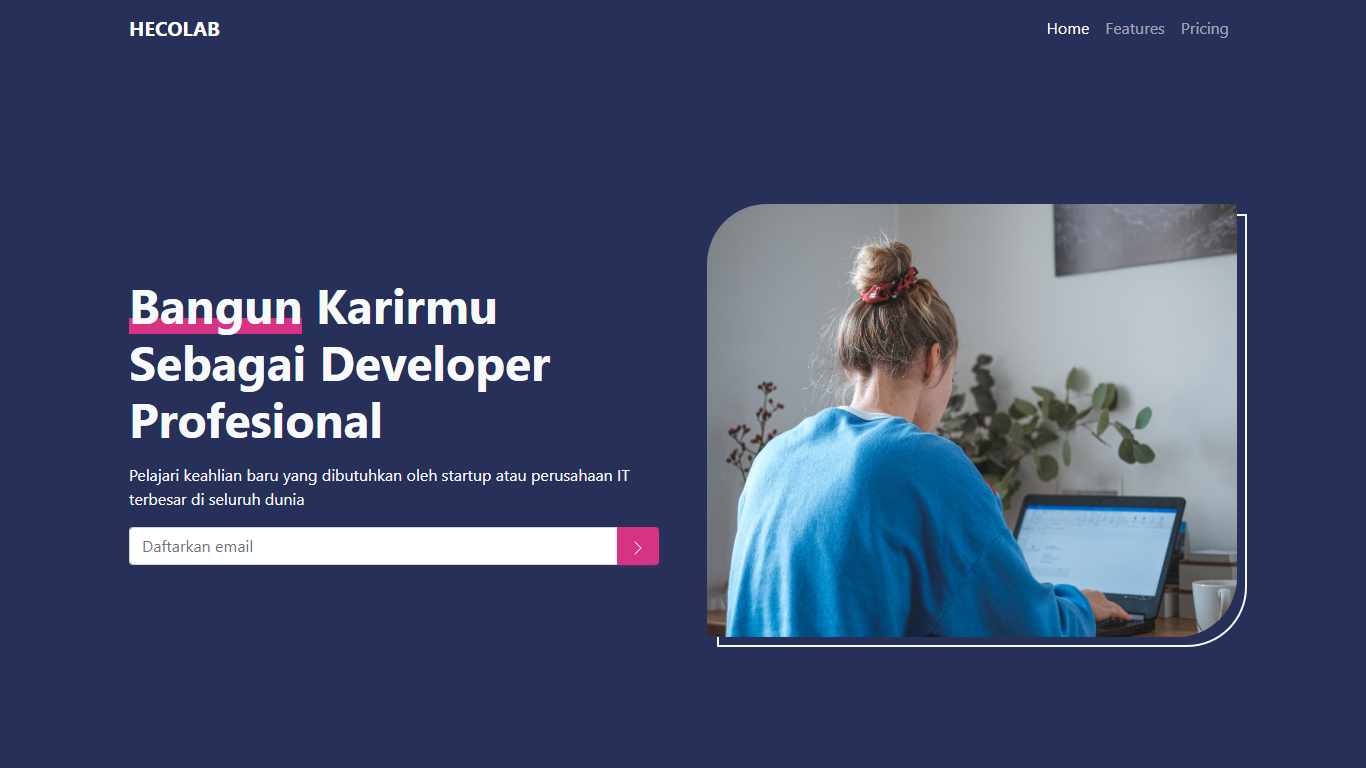 HECOLAB
Home Features Pricing
Bangun Karirmu
Sebagai Developer
Profesional
Pelajari keahlian baru yang dibutuhkan oleh startup atau perusahaan IT
terbesar di seluruh dunia
Daftarkan email